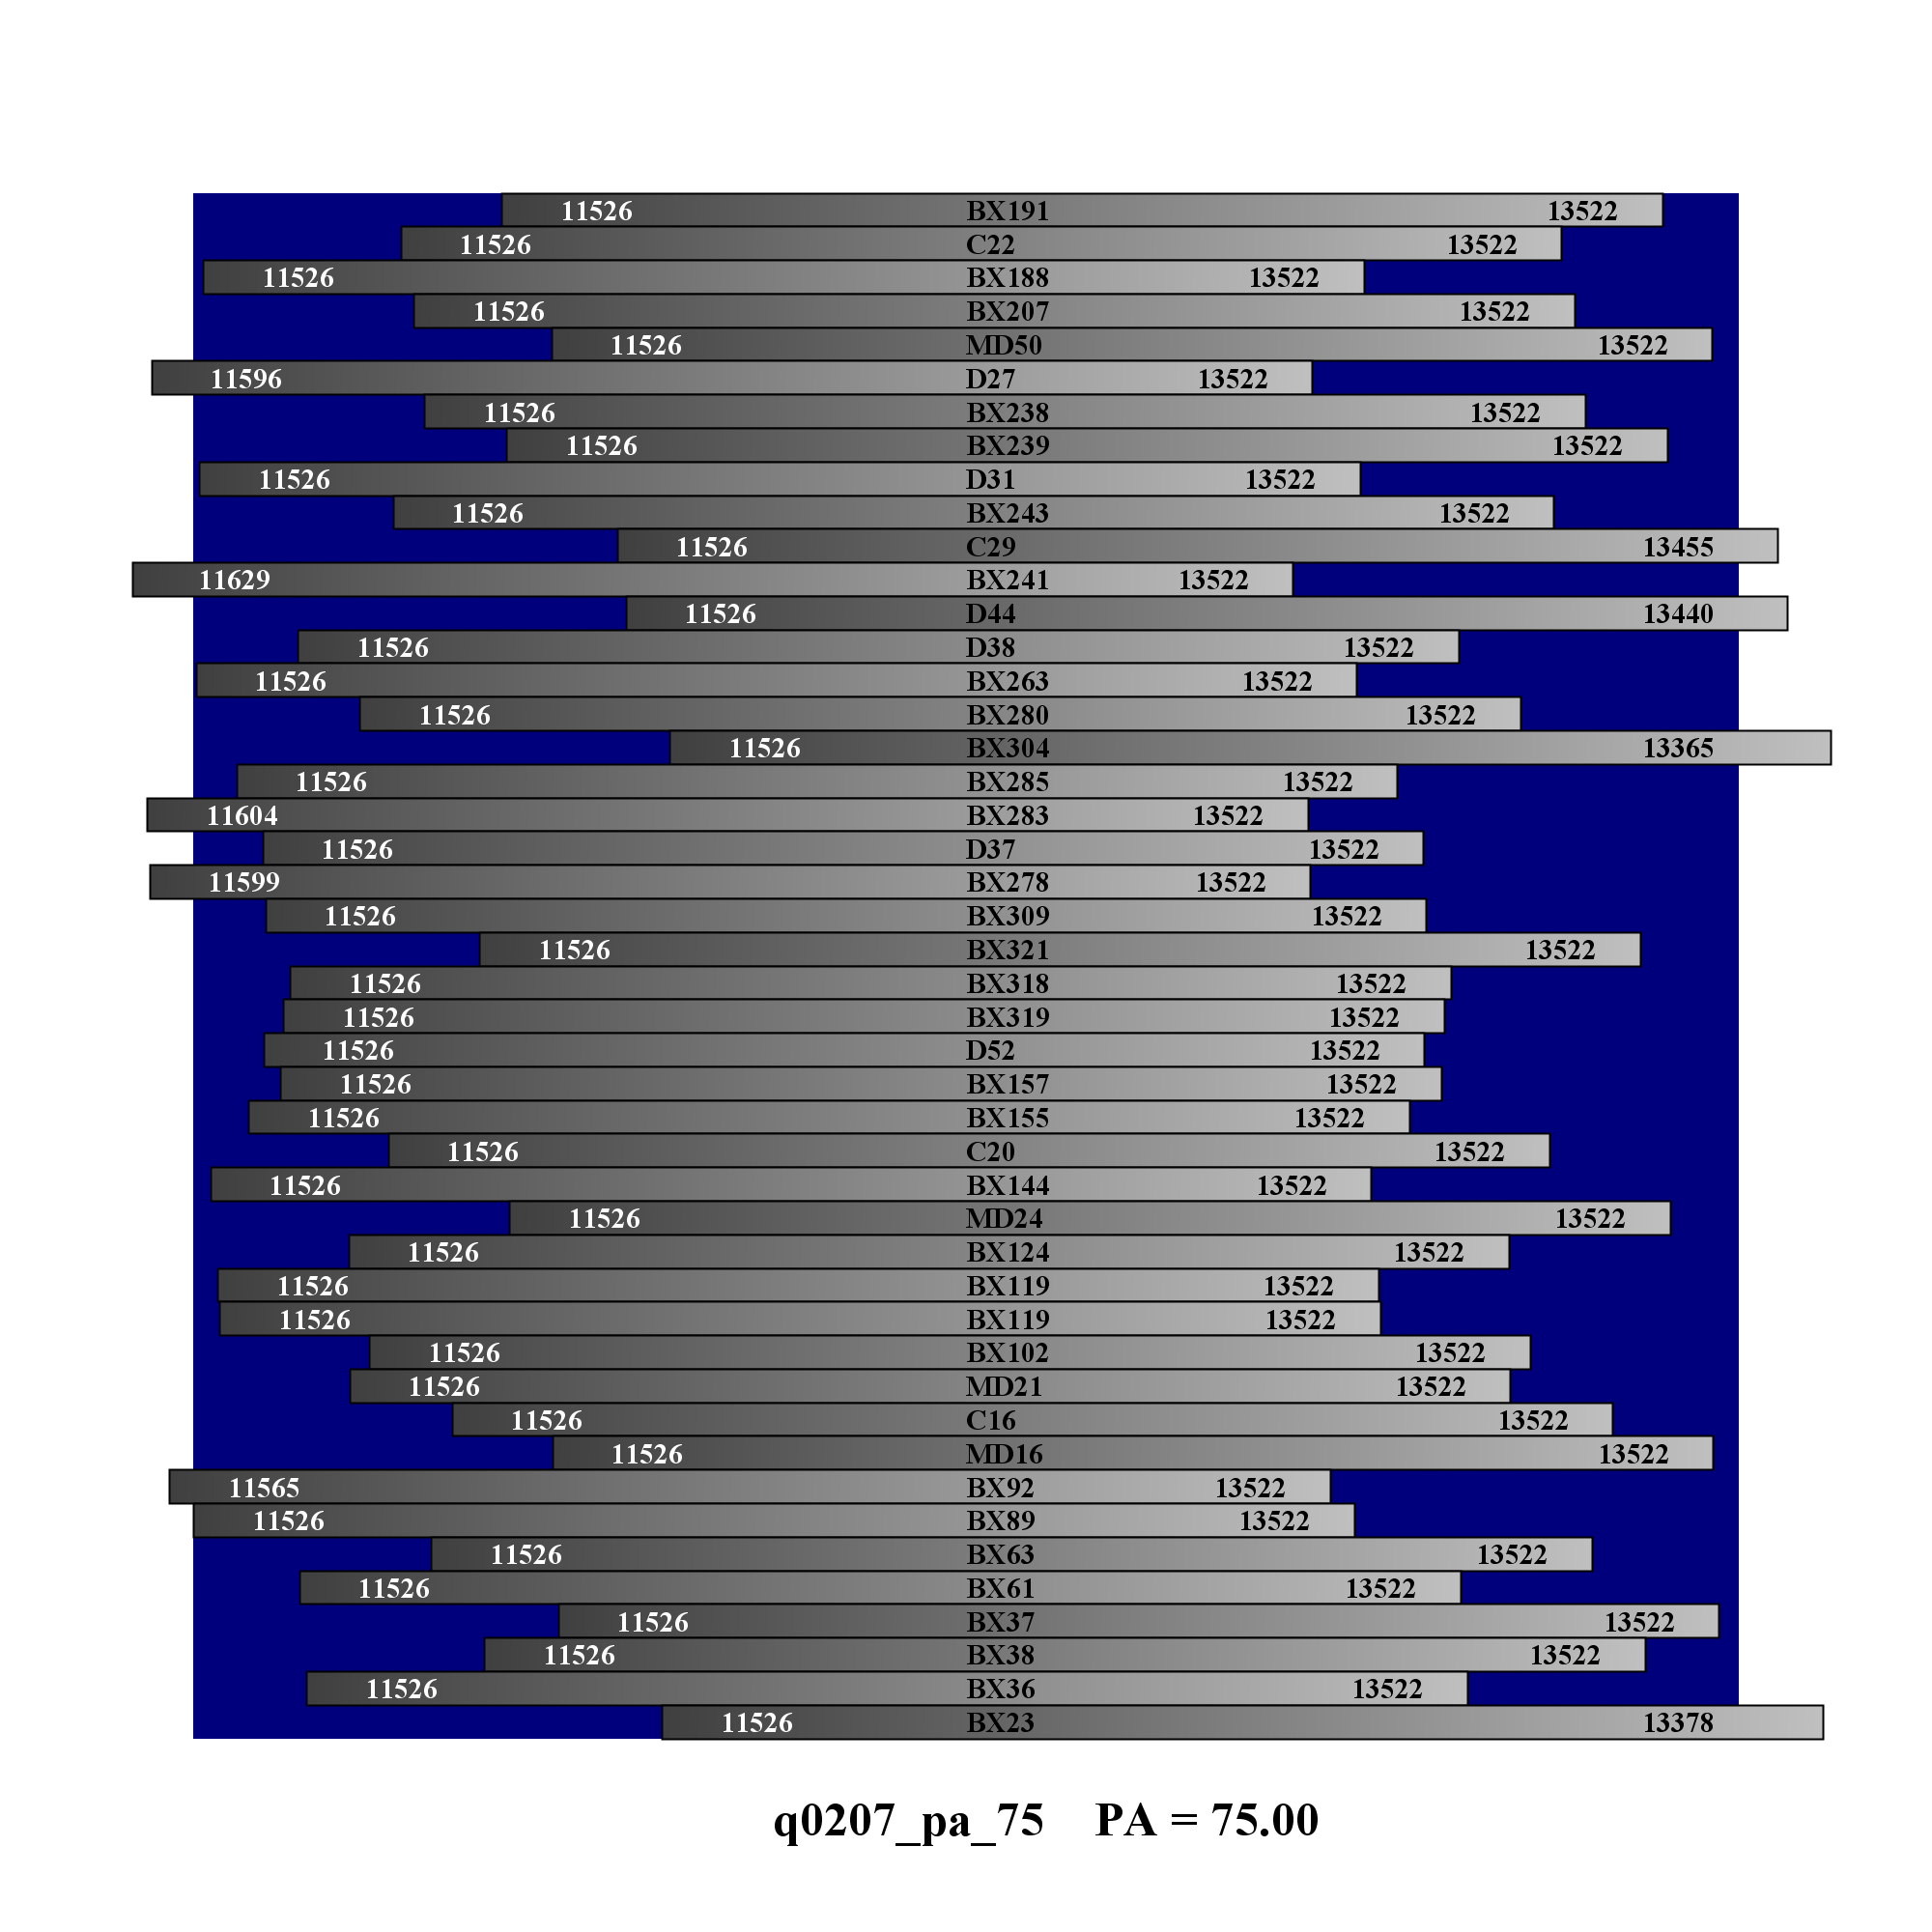 11526 BX191 13522
11526 C22 13522
11526 BX188 13522
11526 BX207 13522
11526 MD50 13522
11596 D27 13522
11526 BX238 13522
11526 BX239 13522
11526 D31 13522
11526 BX243 13522
11526 C29 13455
11629 BX241 13522
11526 D44 13440
11526 D38 13522
11526 BX263 13522
11526 BX280 13522
11526 BX304 13365
11526 BX285 13522
11604 BX283 13522
11526 D37 13522
11599 BX278 13522
11526 BX309 13522
11526 BX321 13522
11526 BX318 13522
11526 BX319 13522
11526 D52 13522
11526 BX157 13522
11526 BX155 13522
11526 C20 13522
11526 BX144 13522
11526 MD24 13522
11526 BX124 13522
11526 BX119 13522
11526 BX119 13522
11526 BX102 13522
11526 MD21 13522
11526 C16 13522
11526 MD16 13522
11565 BX92 13522
11526 BX89 13522
11526 BX63 13522
11526 BX61 13522
11526 BX37 13522
11526 BX38 13522
11526 BX36 13522
11526 BX23 13378
q0207_pa_75 PA = 75.00